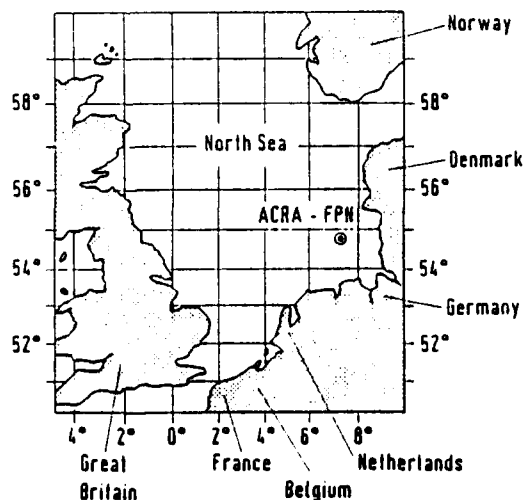 Norway
58°
58°
North Sea
Denmark
56°
56°
ACRA - FPN
54°
54°
Germany
52°
52°
4°
2°
0°
2°
4°
6°
8°
Great
Britain
France
Netherlands
Belgium